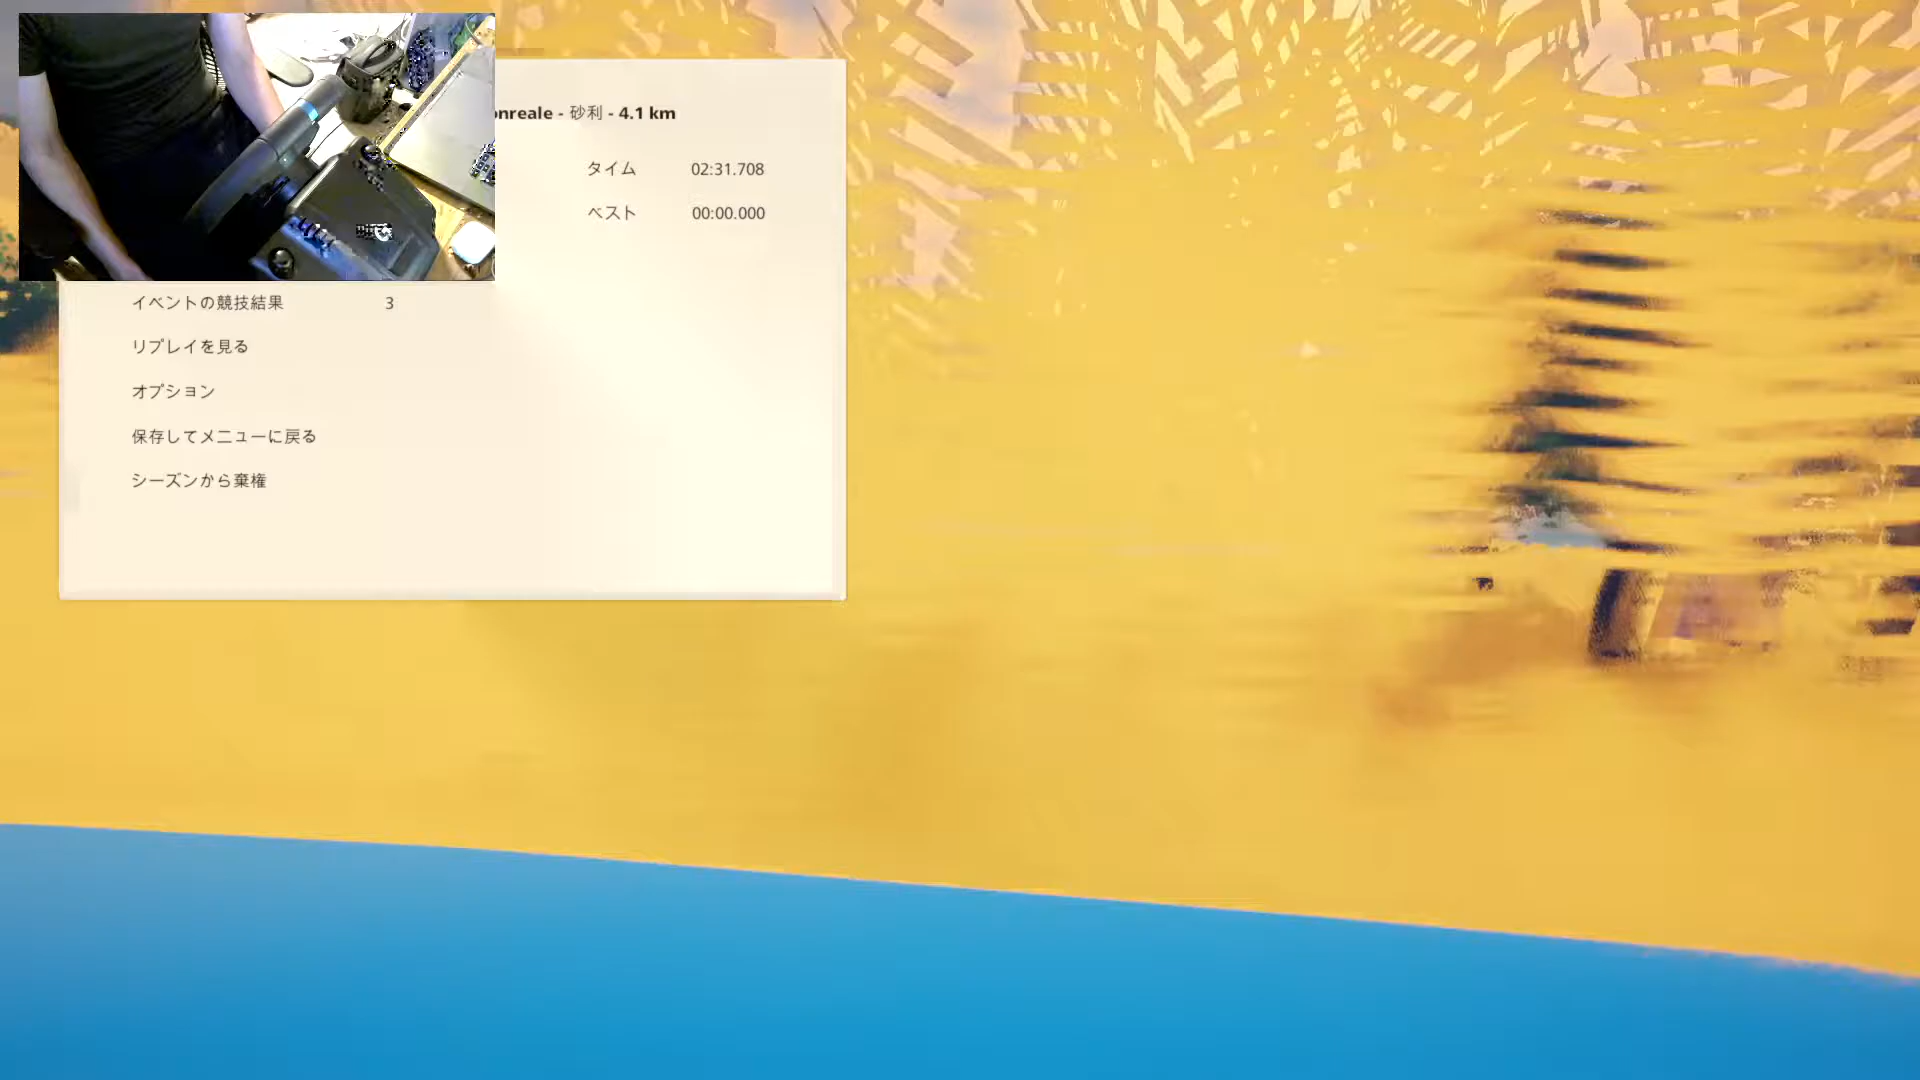 - 砂利 - 4.1 km
タイム 02:31.708
ベスト 00:00.000
イベントの競技結果 3
リプレイを見る
オプション
保存してメニューに戻る
シーズンから棄権